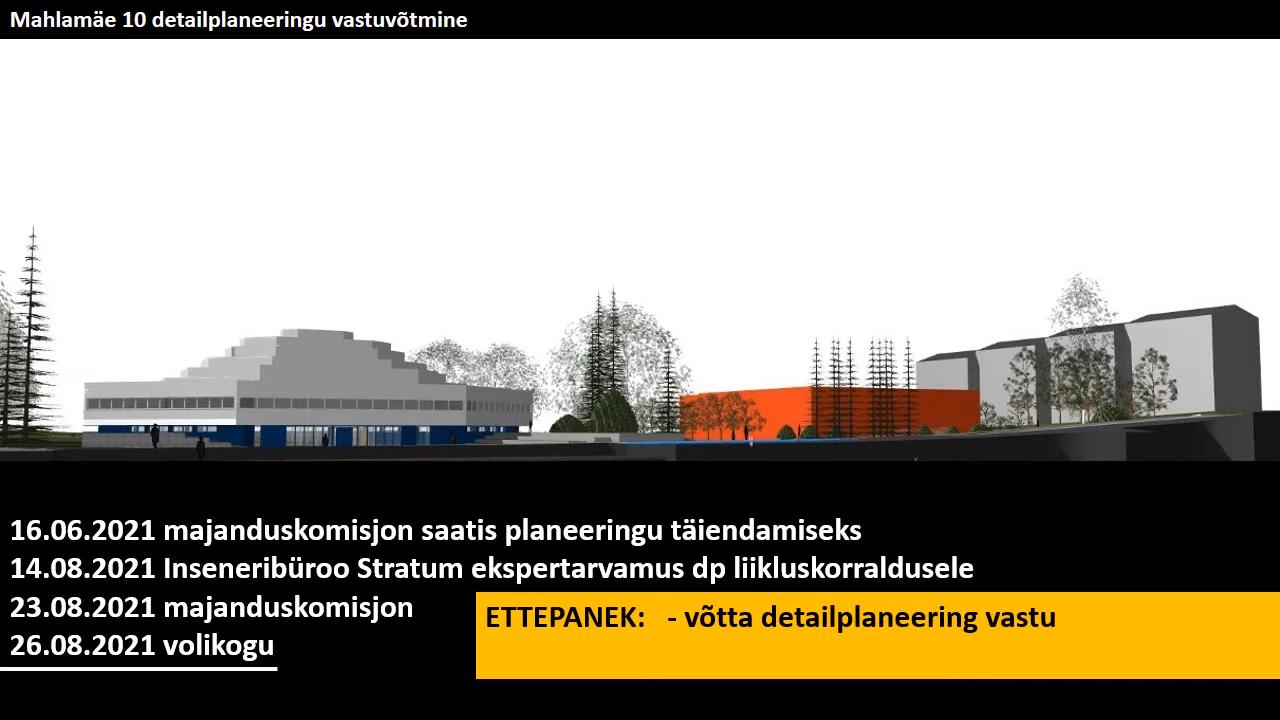 Mahlamäe 10 detailplaneeringu vastuvõtmine
16.06.2021 majanduskomisjon saatis planeeringu täiendamiseks
14.08.2021 Inseneribüroo Stratum ekspertarvamus dp liikluskorraldusele
23.08.2021 majanduskomisjon
26.08.2021 volikogu
ETTEPANEK: - võtta detailplaneering vastu